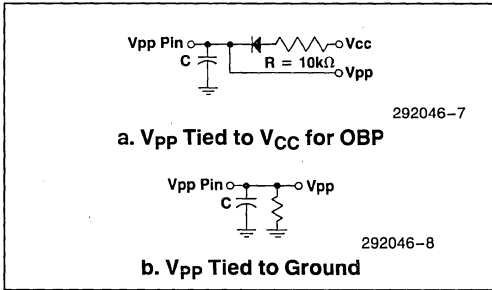 Vpp Pin
Vcc
C
R = 10kΩ
Vpp
292046–7
a. VPP Tied to VCC for OBP
Vpp Pin
Vpp
C
292046–8
b. VPP Tied to Ground